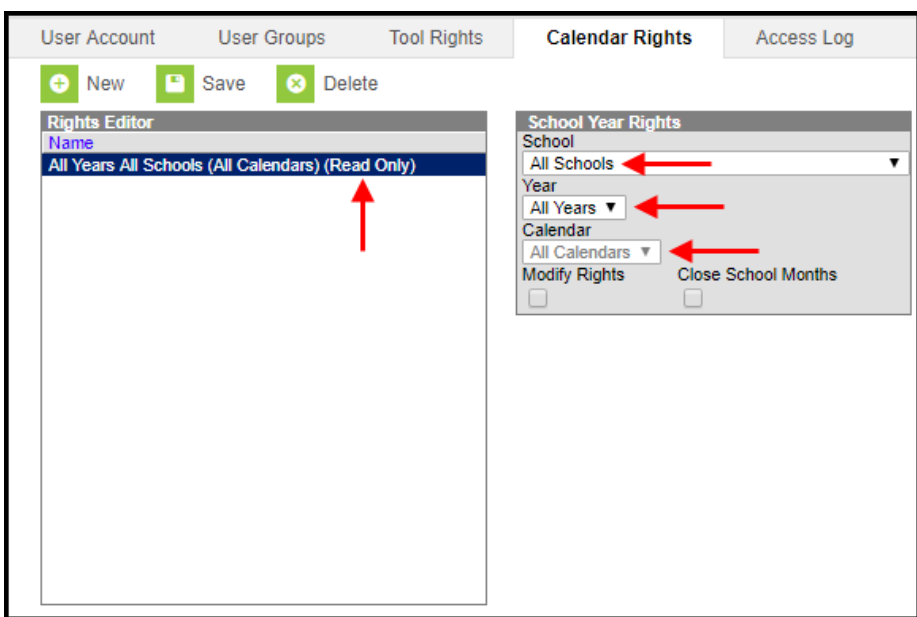 User Account User Groups Tool Rights Calendar Rights Access Log
New Save Delete
Rights Editor
Name
All Years All Schools (All Calendars) (Read Only)
School Year Rights
School
All Schools
Year
All Years
Calendar
All Calendars
Modify Rights Close School Months